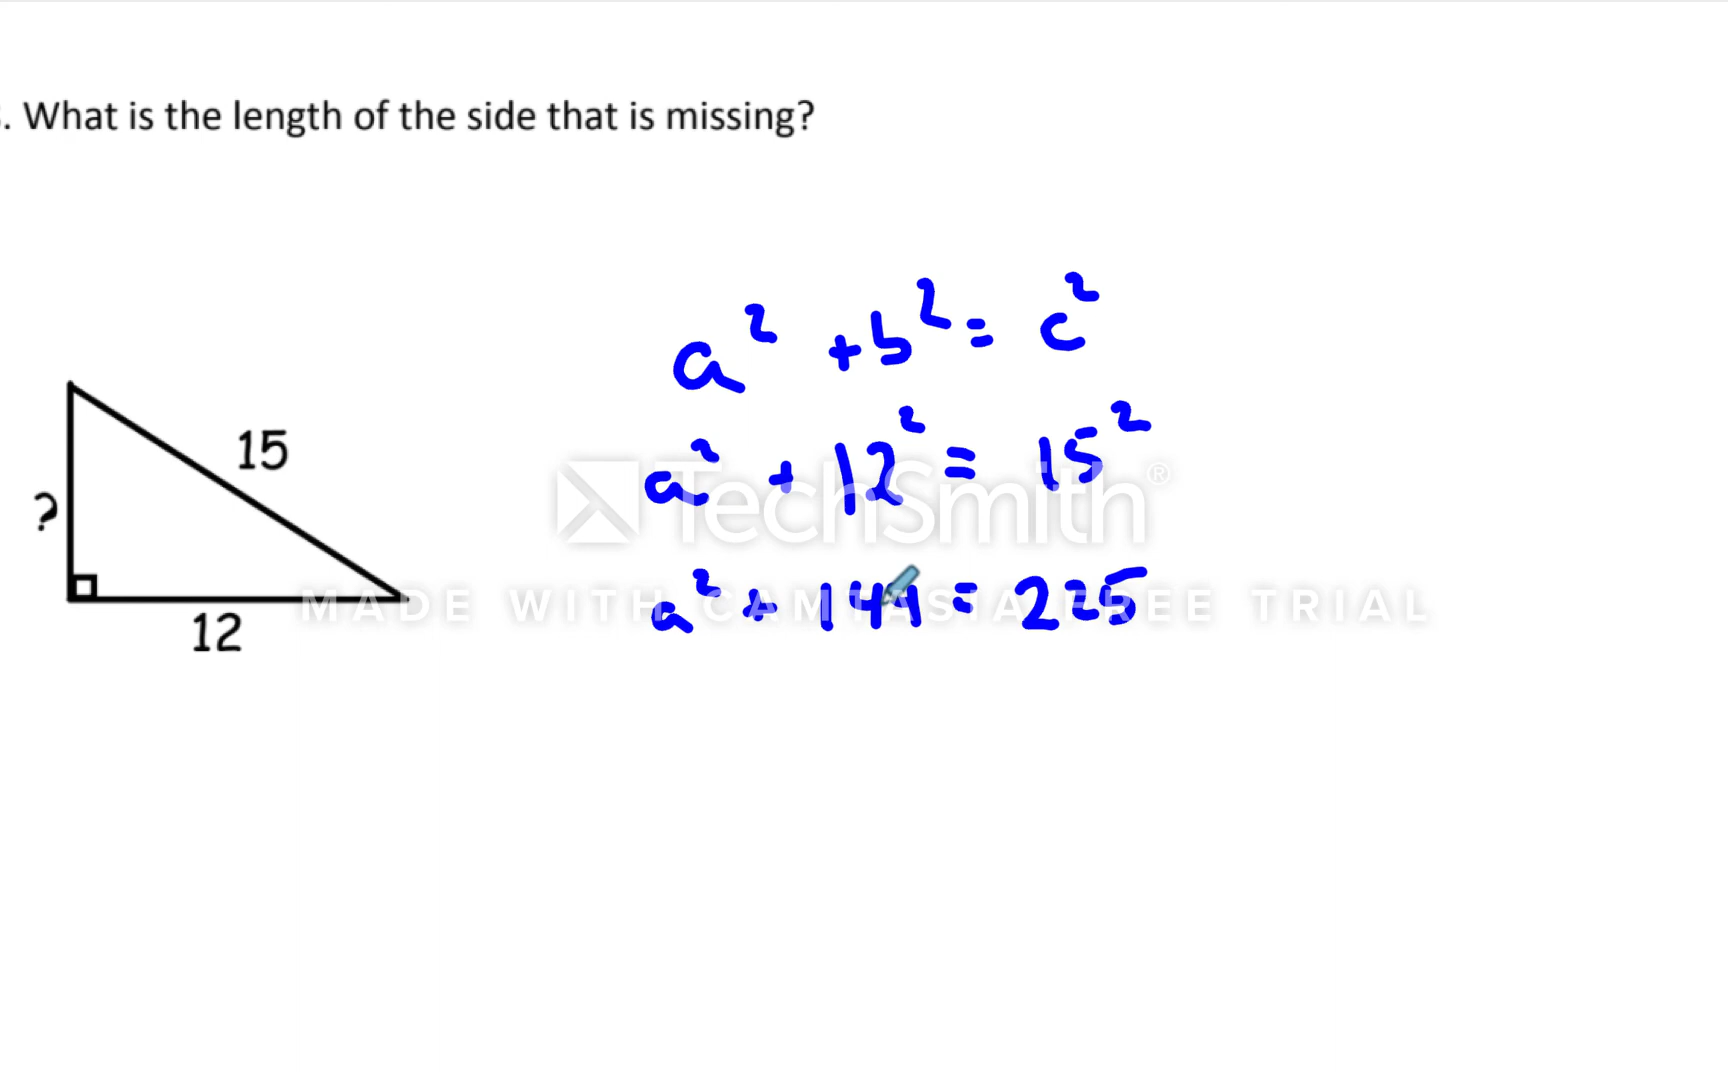 . What is the length of the side that is missing?
a² + b² = c²
15
a² + 12² = 15²
?
TechSmith®
a² + 144 = 225
MADE WITH CAMTASIA FREE TRIAL
12